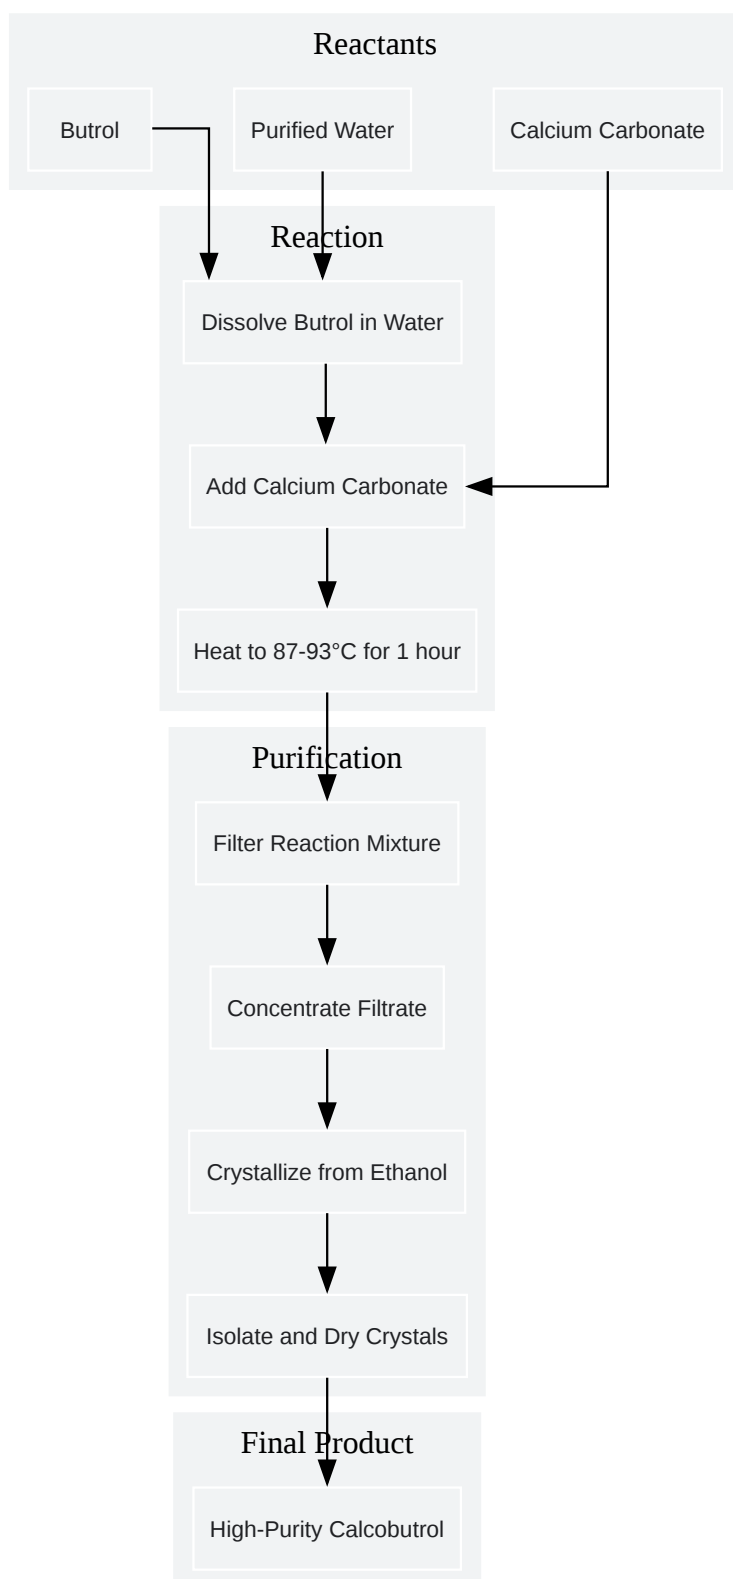 Reactants
Butrol
Purified Water
Calcium Carbonate
Reaction
Dissolve Butrol in Water
Add Calcium Carbonate
Heat to 87-93°C for 1 hour
Purification
Filter Reaction Mixture
Concentrate Filtrate
Crystallize from Ethanol
Isolate and Dry Crystals
Final Product
High-Purity Calcobutrol